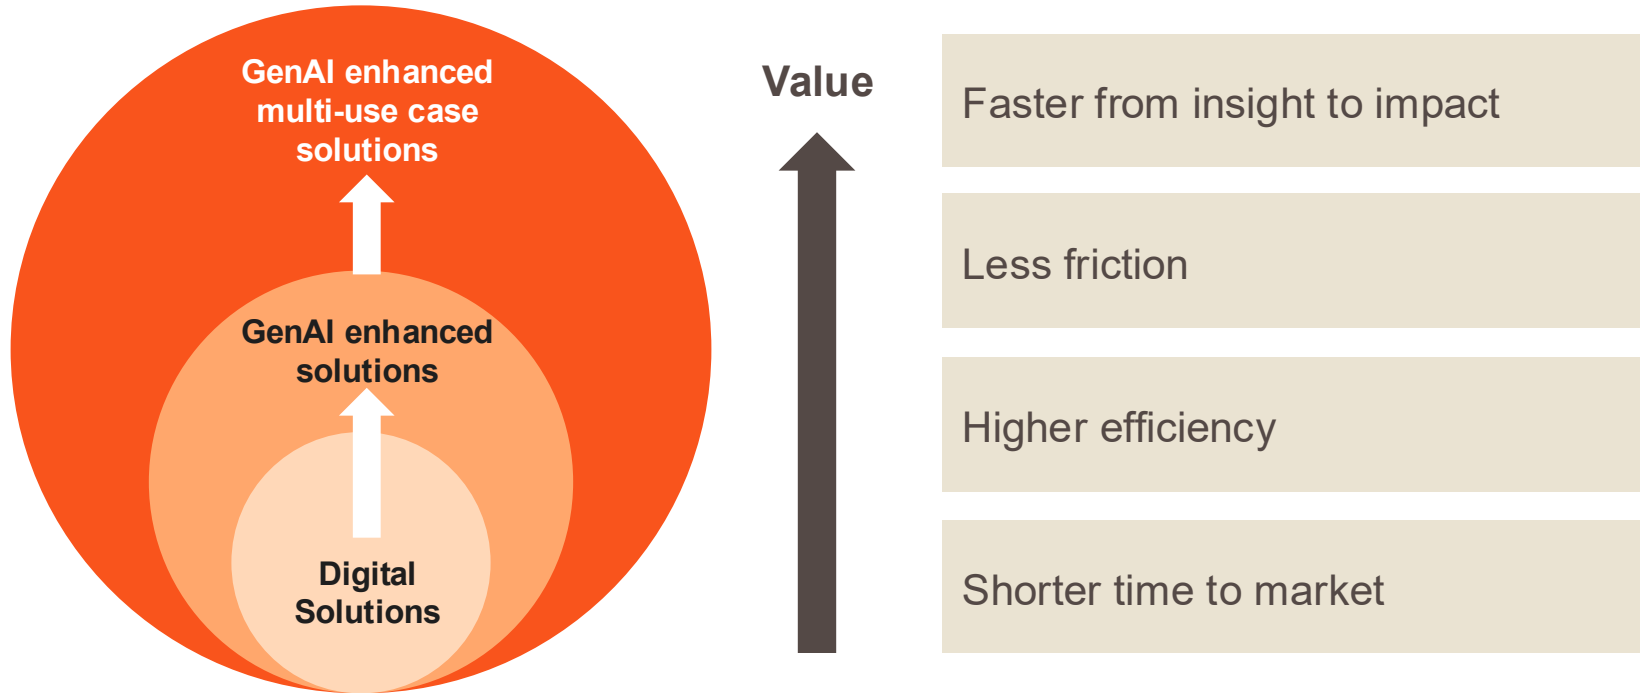 GenAI enhanced
multi-use case
solutions
GenAI enhanced
solutions
Digital
Solutions
Value
Faster from insight to impact
Less friction
Higher efficiency
Shorter time to market